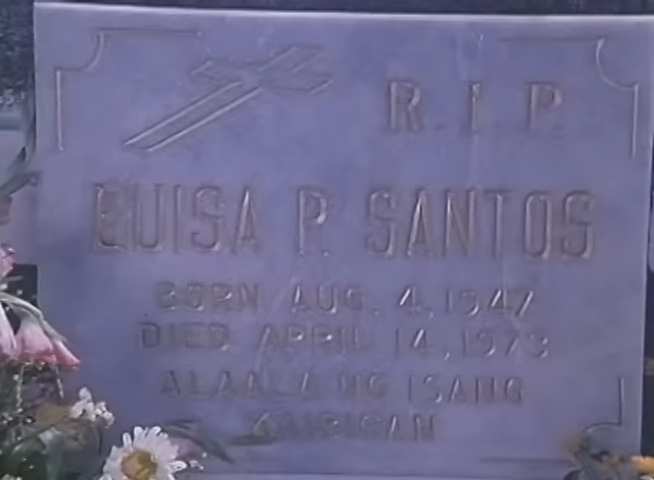 R.I.P.
LUISA P. SANTOS
BORN AUG. 4, 1947
DIED APRIL 14, 1973
ALAALA NG ISANG
KAIBIGAN